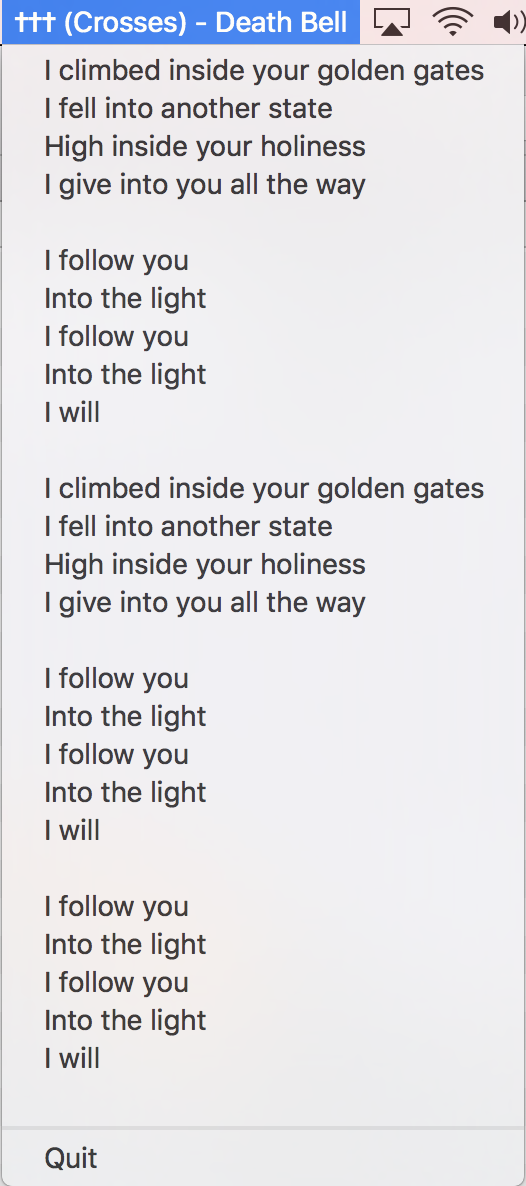 ††† (Crosses) - Death Bell
I climbed inside your golden gates
I fell into another state
High inside your holiness
I give into you all the way

I follow you
Into the light
I follow you
Into the light
I will

I climbed inside your golden gates
I fell into another state
High inside your holiness
I give into you all the way

I follow you
Into the light
I follow you
Into the light
I will

I follow you
Into the light
I follow you
Into the light
I will

Quit